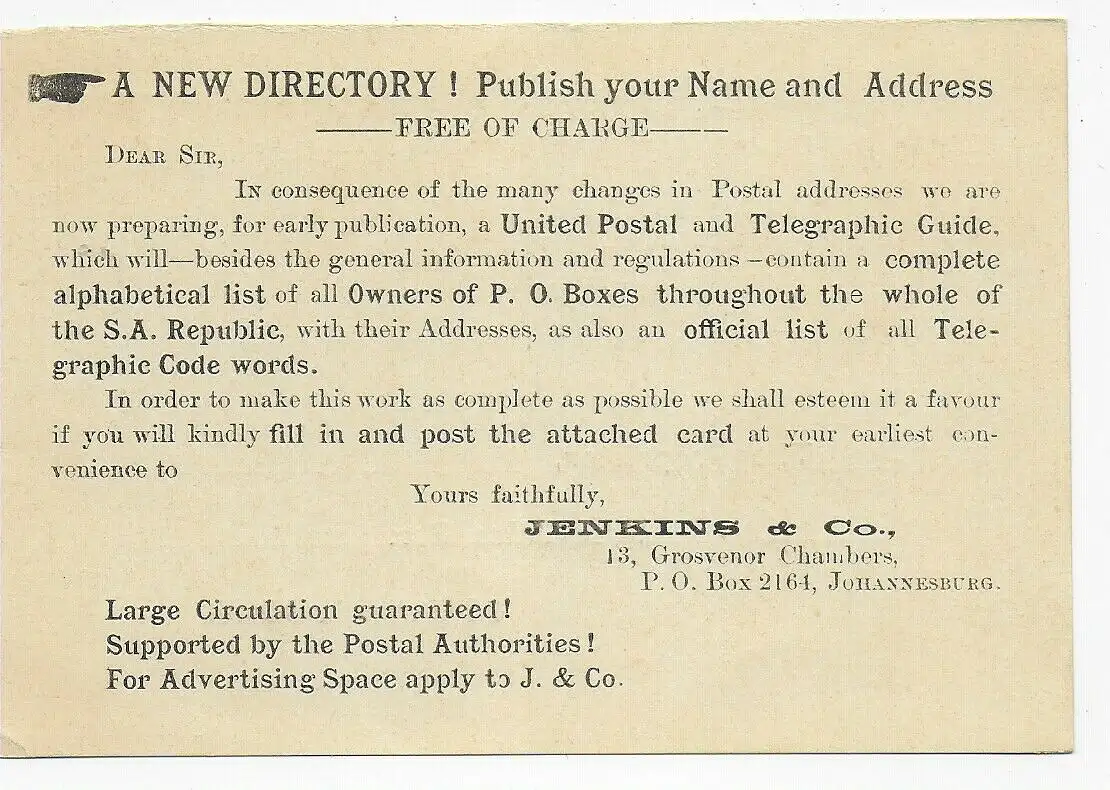 A NEW DIRECTORY ! Publish your Name and Address
FREE OF CHARGE
DEAR SIR,
IN consequence of the many changes in Postal addresses we are
now preparing, for early publication, a United Postal and Telegraphic Guide,
which will—besides the general information and regulations—contain a complete
alphabetical list of all Owners of P. O. Boxes throughout the whole of
the S.A. Republic, with their Addresses, as also an official list of all Tele-
graphic Code words.
In order to make this work as complete as possible we shall esteem it a favour
if you will kindly fill in and post the attached card at your earliest con-
venience to
Yours faithfully,
JENKINS & Co.,
13, Grosvenor Chambers,
P. O. Box 2164, JOHANNESBURG.
Large Circulation guaranteed !
Supported by the Postal Authorities !
For Advertising Space apply to J. & Co.